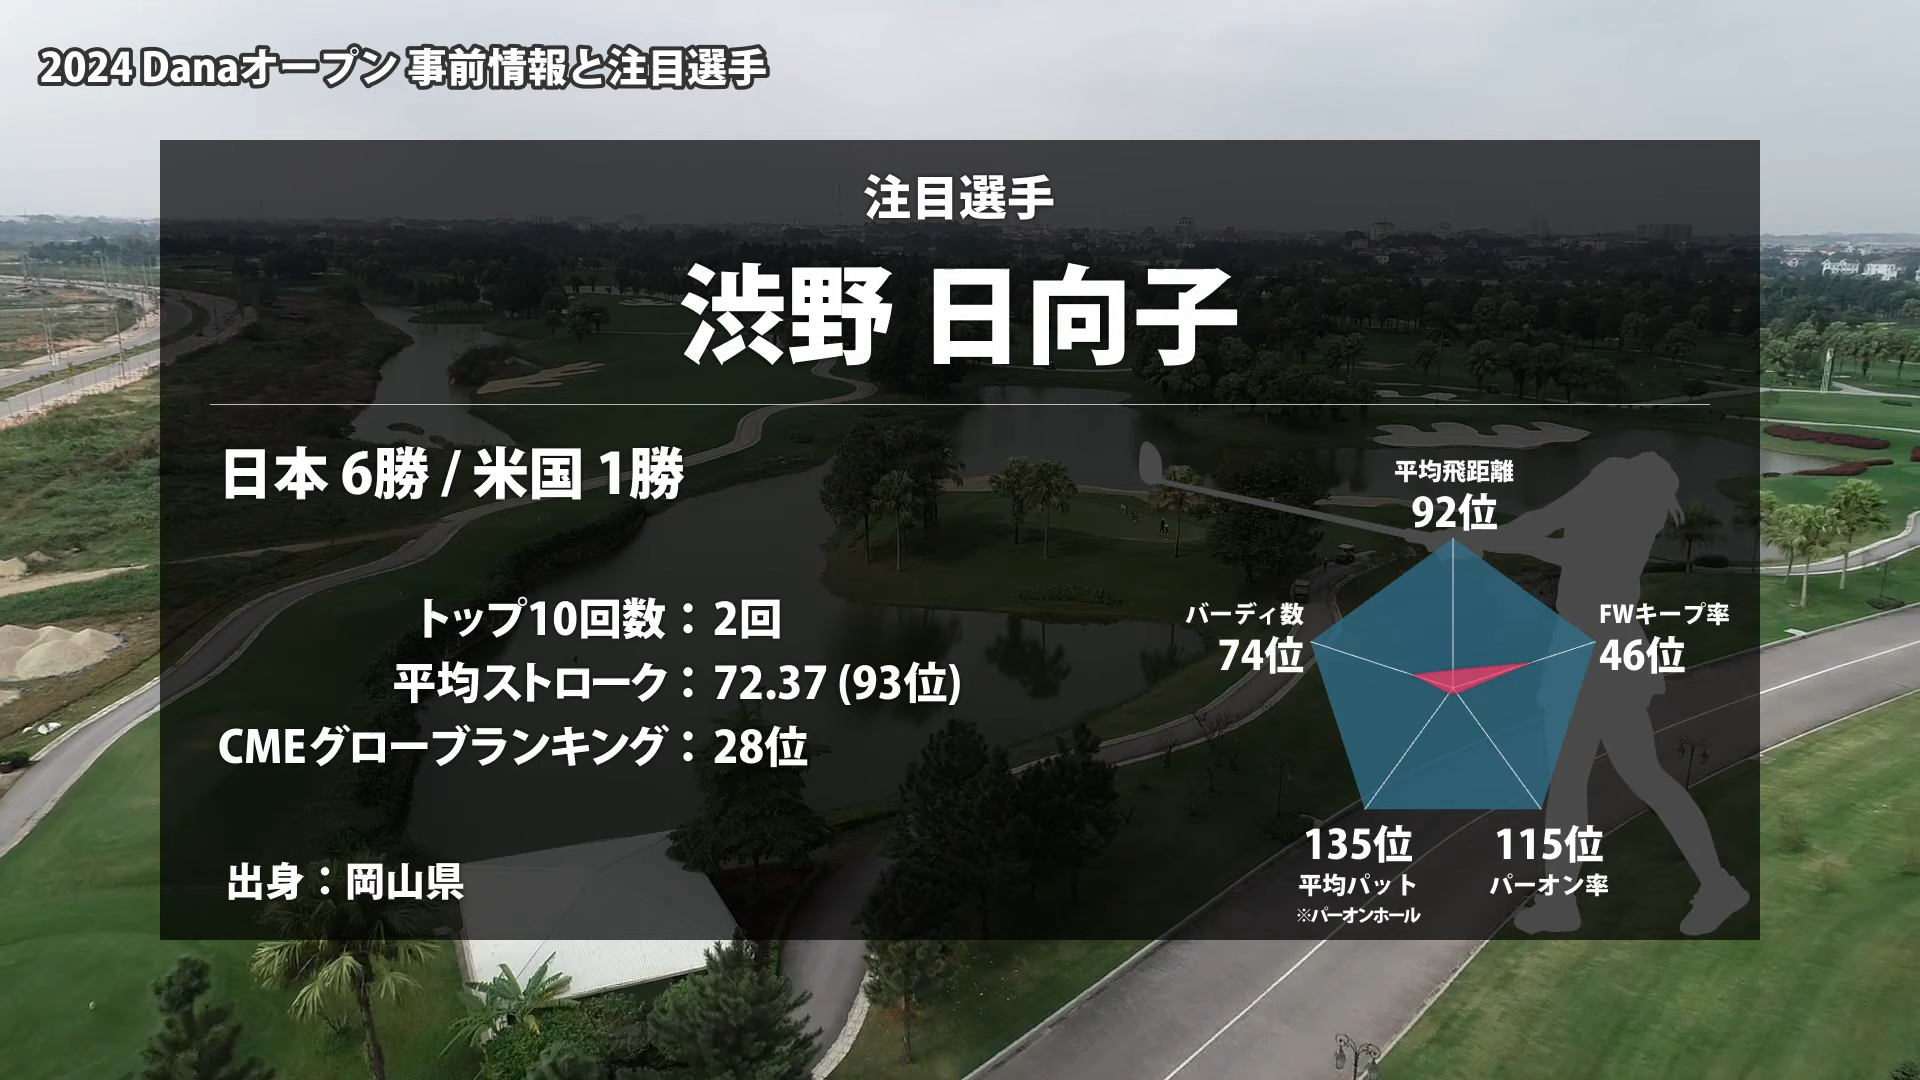 2024 Danaオープン 事前情報と注目選手
注目選手
渋野 日向子
日本 6勝 / 米国 1勝
トップ10回数：2回
平均ストローク：72.37 (93位)
CMEグローブランキング：28位
出身：岡山県
平均飛距離
92位
バーディ数
74位
FWキープ率
46位
135位
平均パット
※パーオンホール
115位
パーオン率